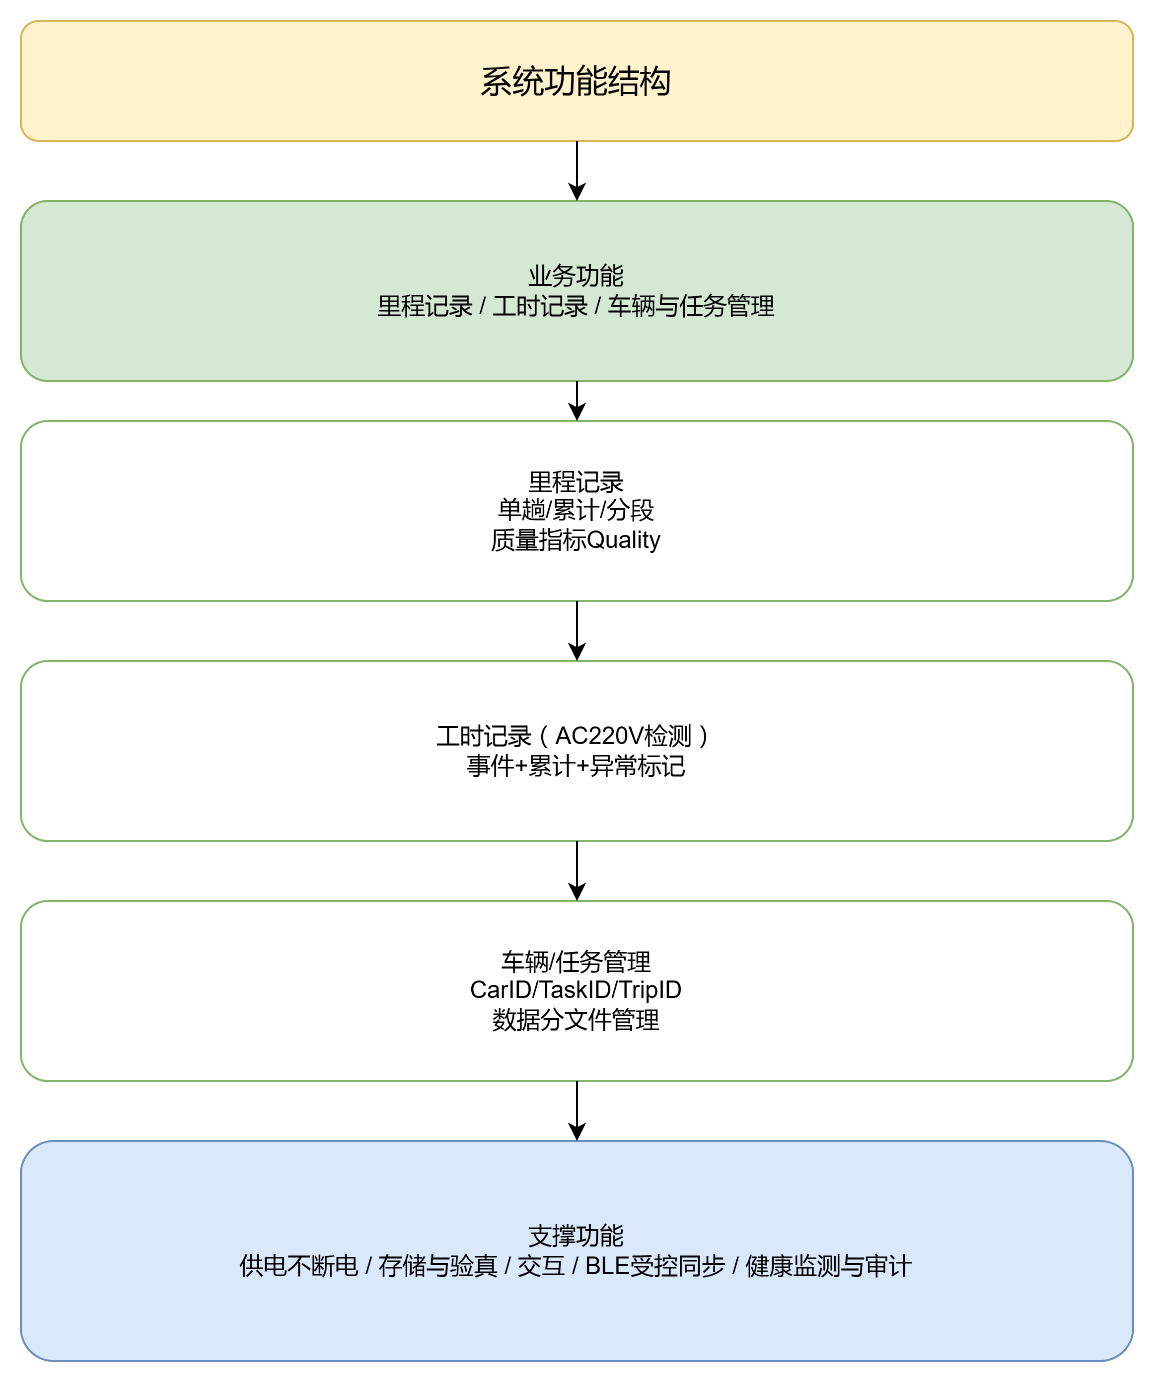 系统功能结构
业务功能
里程记录 / 工时记录 / 车辆与任务管理
里程记录
单趟/累计/分段
质量指标Quality
工时记录（AC220V检测）
事件+累计+异常标记
车辆/任务管理
CarID/TaskID/TripID
数据分文件管理
支撑功能
供电不断电 / 存储与验真 / 交互 / BLE受控同步 / 健康监测与审计